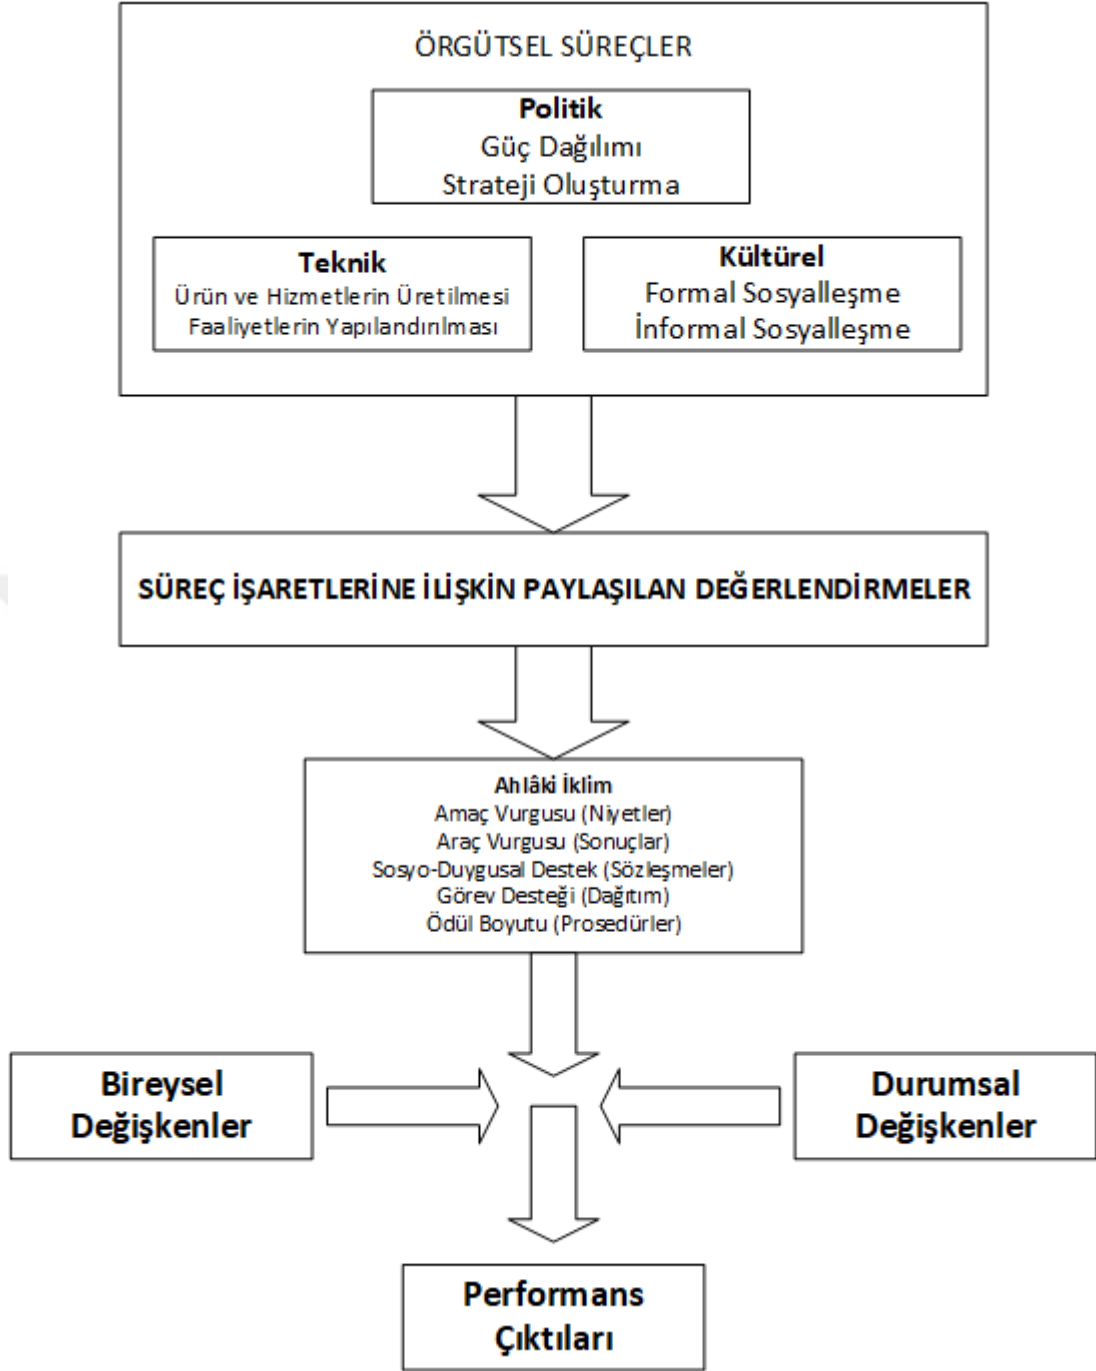 ÖRGÜTSEL SÜREÇLER
Politik
Güç Dağılımı
Strateji Oluşturma
Teknik
Ürün ve Hizmetlerin Üretilmesi
Faaliyetlerin Yapılandırılması
Kültürel
Formal Sosyalleşme
İnformal Sosyalleşme
SÜREÇ İŞARETLERİNE İLİŞKİN PAYLAŞILAN DEĞERLENDİRMELER
Ahlâki İklim
Amaç Vurgusu (Niyetler)
Araç Vurgusu (Sonuçlar)
Sosyo-Duygusal Destek (Sözleşmeler)
Görev Desteği (Dağıtım)
Ödül Boyutu (Prosedürler)
Bireysel
Değişkenler
Durumsal
Değişkenler
Performans
Çıktıları